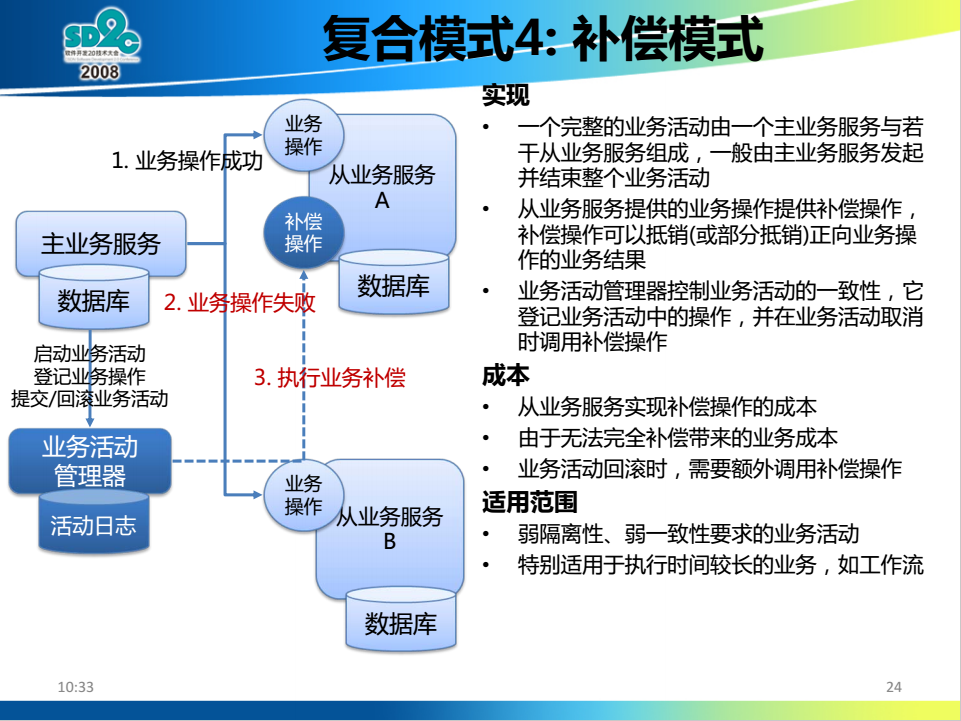 SD2C
软件开发2.0技术大会
2008
复合模式4: 补偿模式
业务
操作
1. 业务操作成功
从业务服务
A
补偿
操作
主业务服务
数据库
数据库
2. 业务操作失败
启动业务活动
登记业务操作
提交/回滚业务活动
3. 执行业务补偿
业务活动
管理器
活动日志
业务
操作
从业务服务
B
数据库
实现
• 一个完整的业务活动由一个主业务服务与若
干从业务服务组成，一般由主业务服务发起
并结束整个业务活动
• 从业务服务提供的业务操作提供补偿操作，
补偿操作可以抵销(或部分抵销)正向业务操
作的业务结果
• 业务活动管理器控制业务活动的一致性，它
登记业务活动中的操作，并在业务活动取消
时调用补偿操作
成本
• 从业务服务实现补偿操作的成本
• 由于无法完全补偿带来的业务成本
• 业务活动回滚时，需要额外调用补偿操作
适用范围
• 弱隔离性、弱一致性要求的业务活动
• 特别适用于执行时间较长的业务，如工作流
10:33
24